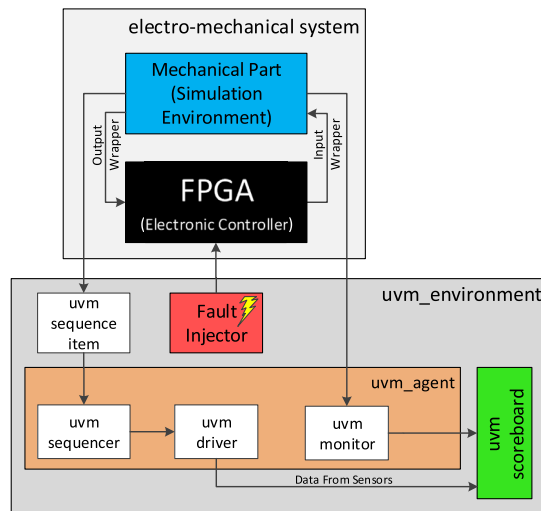 electro-mechanical system
Mechanical Part
(Simulation
Environment)
Output
Wrapper
Input
Wrapper
FPGA
(Electronic Controller)
uvm_environment
uvm
sequence
item
Fault
Injector
uvm_agent
uvm
sequencer
uvm
driver
uvm
monitor
uvm
scoreboard
Data From Sensors